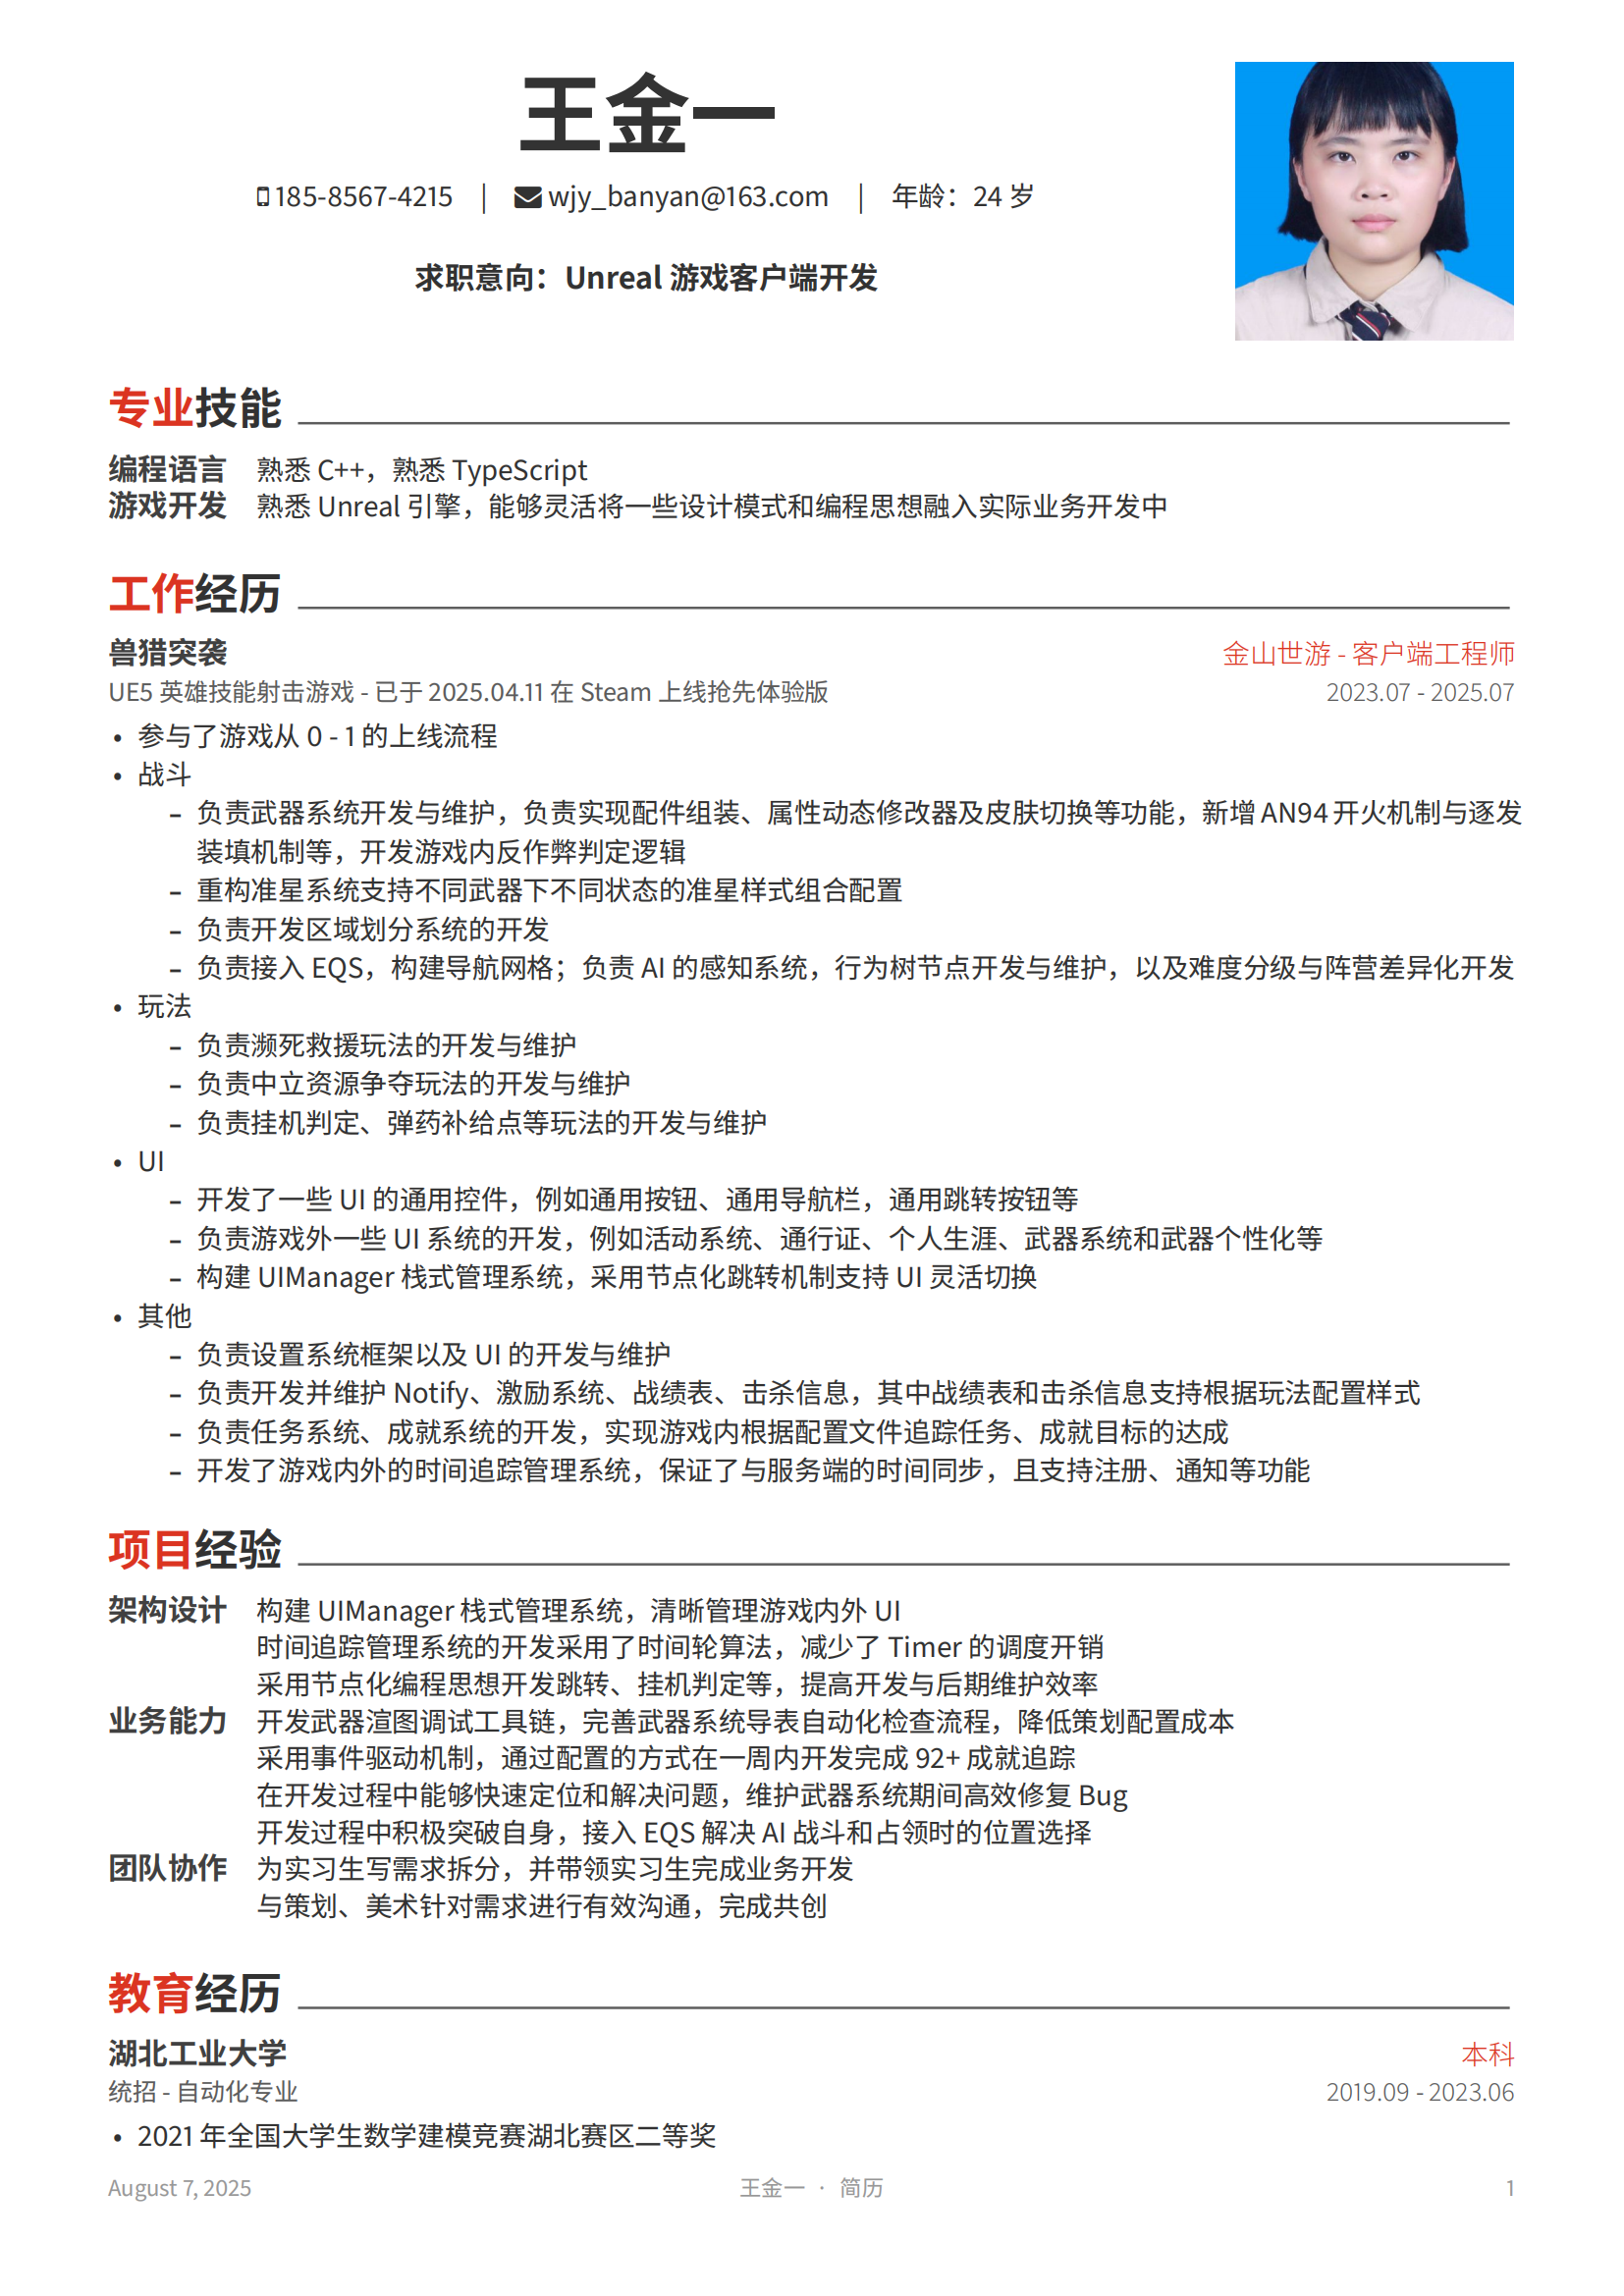 王金一
185-8567-4215 | wjy_banyan@163.com | 年龄：24 岁
求职意向：Unreal 游戏客户端开发
专业技能
编程语言 熟悉 C++，熟悉 TypeScript
游戏开发 熟悉 Unreal 引擎，能够灵活将一些设计模式和编程思想融入实际业务开发中
工作经历
兽猎突袭 金山世游 - 客户端工程师
UE5 英雄技能射击游戏 - 已于 2025.04.11 在 Steam 上线抢先体验版 2023.07 - 2025.07
• 参与了游戏从 0 - 1 的上线流程
• 战斗
– 负责武器系统开发与维护，负责实现配件组装、属性动态修改器及皮肤切换等功能，新增 AN94 开火机制与逐发
装填机制等，开发游戏内反作弊判定逻辑
– 重构准星系统支持不同武器下不同状态的准星样式组合配置
– 负责开发区域划分系统的开发
– 负责接入 EQS，构建导航网格；负责 AI 的感知系统，行为树节点开发与维护，以及难度分级与阵营差异化开发
• 玩法
– 负责濒死救援玩法的开发与维护
– 负责中立资源争夺玩法的开发与维护
– 负责挂机判定、弹药补给点等玩法的开发与维护
• UI
– 开发了一些 UI 的通用控件，例如通用按钮、通用导航栏，通用跳转按钮等
– 负责游戏外一些 UI 系统的开发，例如活动系统、通行证、个人生涯、武器系统和武器个性化等
– 构建 UIManager 栈式管理系统，采用节点化跳转机制支持 UI 灵活切换
• 其他
– 负责设置系统框架以及 UI 的开发与维护
– 负责开发并维护 Notify、激励系统、战绩表、击杀信息，其中战绩表和击杀信息支持根据玩法配置样式
– 负责任务系统、成就系统的开发，实现游戏内根据配置文件追踪任务、成就目标的达成
– 开发了游戏内外的时间追踪管理系统，保证了与服务端的时间同步，且支持注册、通知等功能
项目经验
架构设计 构建 UIManager 栈式管理系统，清晰管理游戏内外 UI
时间追踪管理系统的开发采用了时间轮算法，减少了 Timer 的调度开销
采用节点化编程思想开发跳转、挂机判定等，提高开发与后期维护效率
业务能力 开发武器渲图调试工具链，完善武器系统导表自动化检查流程，降低策划配置成本
采用事件驱动机制，通过配置的方式在一周内开发完成 92+ 成就追踪
在开发过程中能够快速定位和解决问题，维护武器系统期间高效修复 Bug
开发过程中积极突破自身，接入 EQS 解决 AI 战斗和占领时的位置选择
团队协作 为实习生写需求拆分，并带领实习生完成业务开发
与策划、美术针对需求进行有效沟通，完成共创
教育经历
湖北工业大学 本科
统招 - 自动化专业 2019.09 - 2023.06
• 2021 年全国大学生数学建模竞赛湖北赛区二等奖
August 7, 2025 王金一 · 简历 1